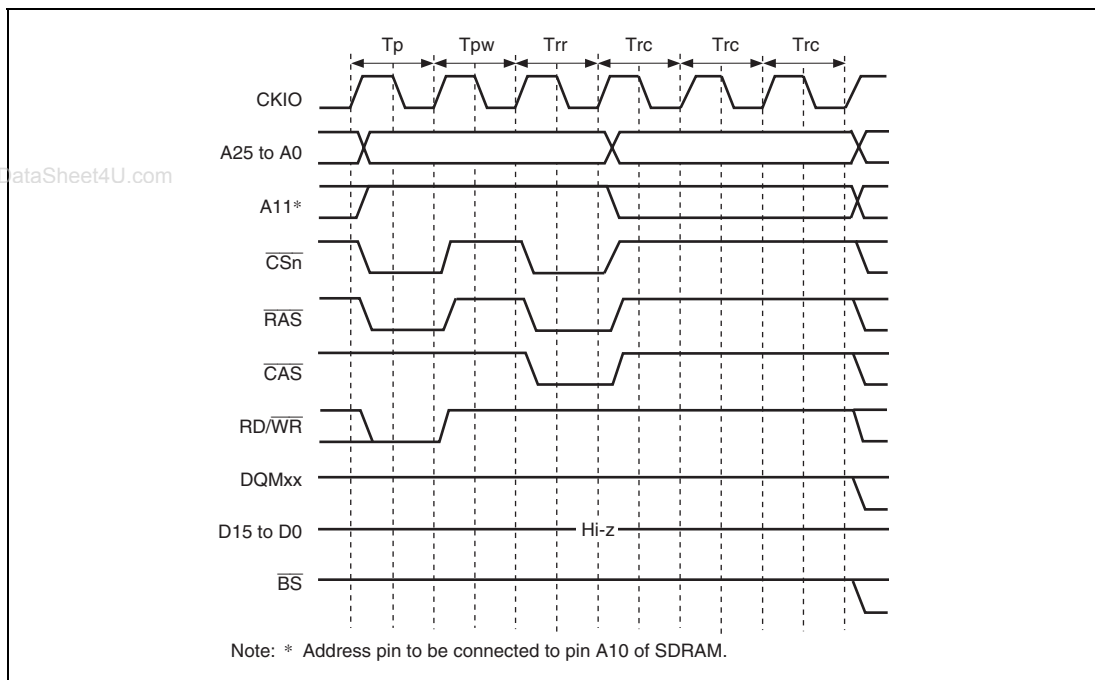 Tp Tpw Trr Trc Trc Trc
CKIO
A25 to A0
DataSheet4U.com
A11*
CSn
RAS
CAS
RD/WR
DQMxx
D15 to D0 Hi-z
BS
Note: * Address pin to be connected to pin A10 of SDRAM.